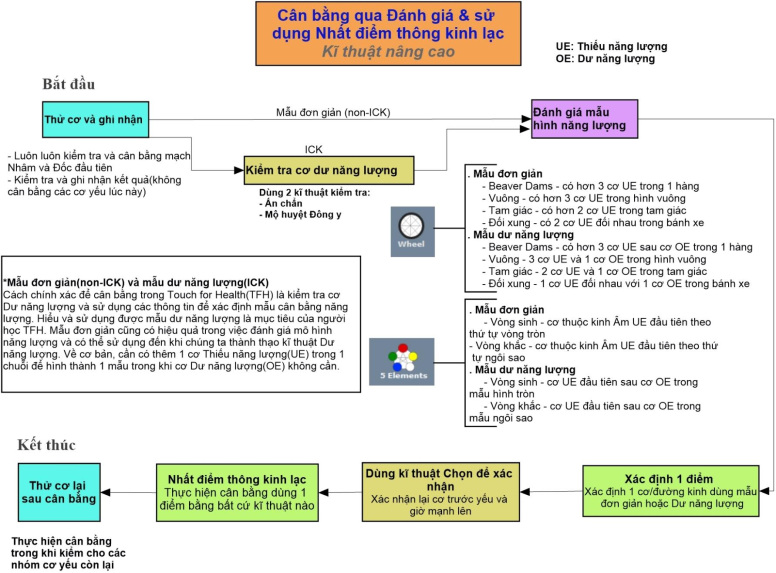 Cân bằng qua Đánh giá & sử
dụng Nhất điểm thông kinh lạc
Kĩ thuật nâng cao
UE: Thiếu năng lượng
OE: Dư năng lượng
Bắt đầu
Thử cơ và ghi nhận
Mẫu đơn giản (non-ICK)
Đánh giá mẫu
hình năng lượng
ICK
- Luôn luôn kiểm tra và cân bằng mạch
Nhâm và Đốc đầu tiên
- Kiểm tra và ghi nhận kết quả(không
cân bằng các cơ yếu lúc này)
Kiểm tra cơ dư năng lượng
Dùng 2 kĩ thuật kiểm tra:
- Ấn chẩn
- Mộ huyệt Đông y
Wheel
. Mẫu đơn giản
- Beaver Dams - có hơn 3 cơ UE trong 1 hàng
- Vuông - có hơn 3 cơ UE trong hình vuông
- Tam giác - có hơn 2 cơ UE trong tam giác
- Đối xung - có 2 cơ UE đối nhau trong bánh xe
. Mẫu dư năng lượng
- Beaver Dams - có hơn 3 cơ UE sau cơ OE trong 1 hàng
- Vuông - 3 cơ UE và 1 cơ OE trong hình vuông
- Tam giác - 2 cơ UE và 1 cơ OE trong tam giác
- Đối xung - 1 cơ UE đối nhau với 1 cơ OE trong bánh xe
*Mẫu đơn giản(non-ICK) và mẫu dư năng lượng(ICK)
Cách chính xác để cân bằng trong Touch for Health(TFH) là kiểm tra cơ
Dư năng lượng và sử dụng các thông tin để xác định mẫu cân bằng năng
lượng. Hiểu và sử dụng được mẫu dư năng lượng là mục tiêu của người
học TFH. Mẫu đơn giản cũng có hiệu quả trong việc đánh giá mô hình
năng lượng và có thể sử dụng đến khi chúng ta thành thạo kĩ thuật Dư
năng lượng. Về cơ bản, cần có thêm 1 cơ Thiếu năng lượng(UE) trong 1
chuỗi để hình thành 1 mẫu trong khi cơ Dư năng lượng(OE) không cần.
5 Elements
. Mẫu đơn giản
- Vòng sinh - cơ thuộc kinh Âm UE đầu tiên theo
thứ tự vòng tròn
- Vòng khắc - cơ thuộc kinh Âm UE đầu tiên theo thứ
tự ngôi sao
. Mẫu dư năng lượng
- Vòng sinh - cơ UE đầu tiên sau cơ OE trong
mẫu hình tròn
- Vòng khắc - cơ UE đầu tiên sau cơ OE trong
mẫu ngôi sao
Kết thúc
Thử cơ lại
sau cân bằng
Nhất điểm thông kinh lạc
Thực hiện cân bằng dùng 1
điểm bằng bất cứ kĩ thuật nào
Dùng kĩ thuật Chọn để xác
nhận
Xác nhận lại cơ trước yếu và
giờ mạnh lên
Xác định 1 điểm
Xác định 1 cơ/đường kinh dùng mẫu
đơn giản hoặc Dư năng lượng
Thực hiện cân bằng
trong khi kiểm cho các
nhóm cơ yếu còn lại